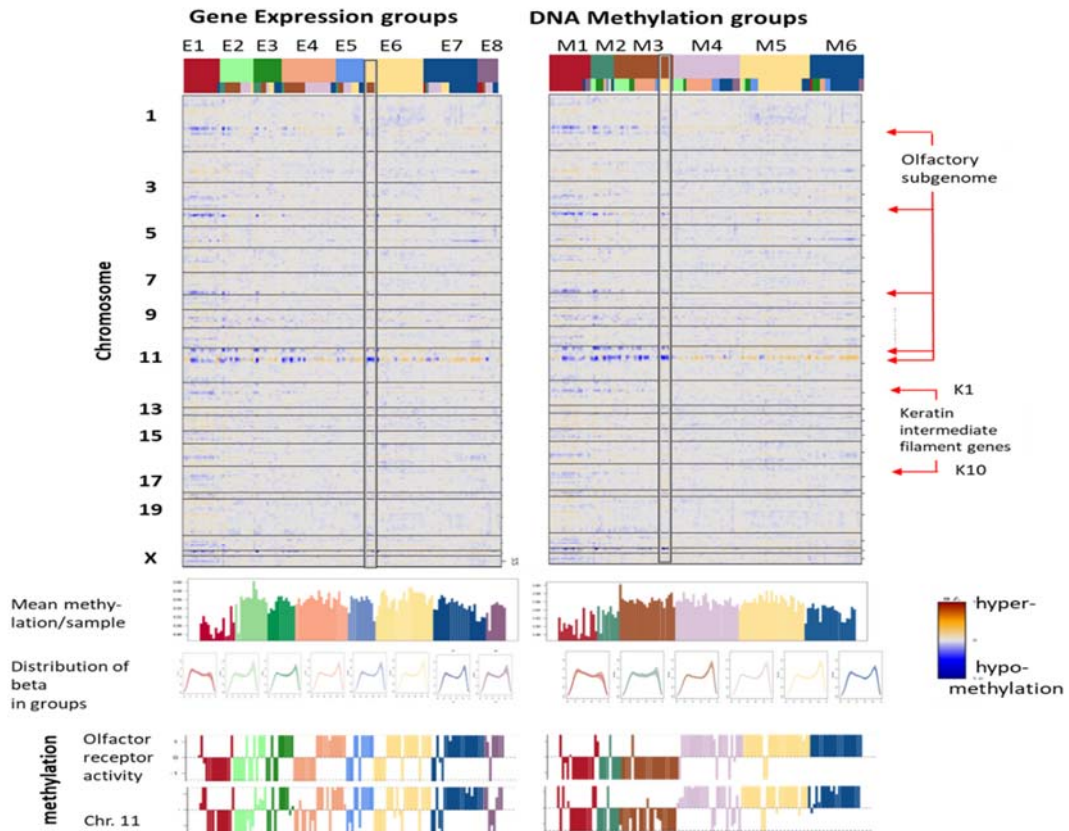 Gene Expression groups
DNA Methylation groups
E1 E2 E3 E4 E5 E6 E7 E8
M1 M2 M3 M4 M5 M6
Chromosome
1
3
5
7
9
11
13
15
17
19
X
Olfactory
subgenome
K1
Keratin
intermediate
filament genes
K10
Mean methy-
lation/sample
Distribution of
beta
in groups
hyper-
hypo-
methylation
methylation
Olfactor
receptor
activity
Chr. 11